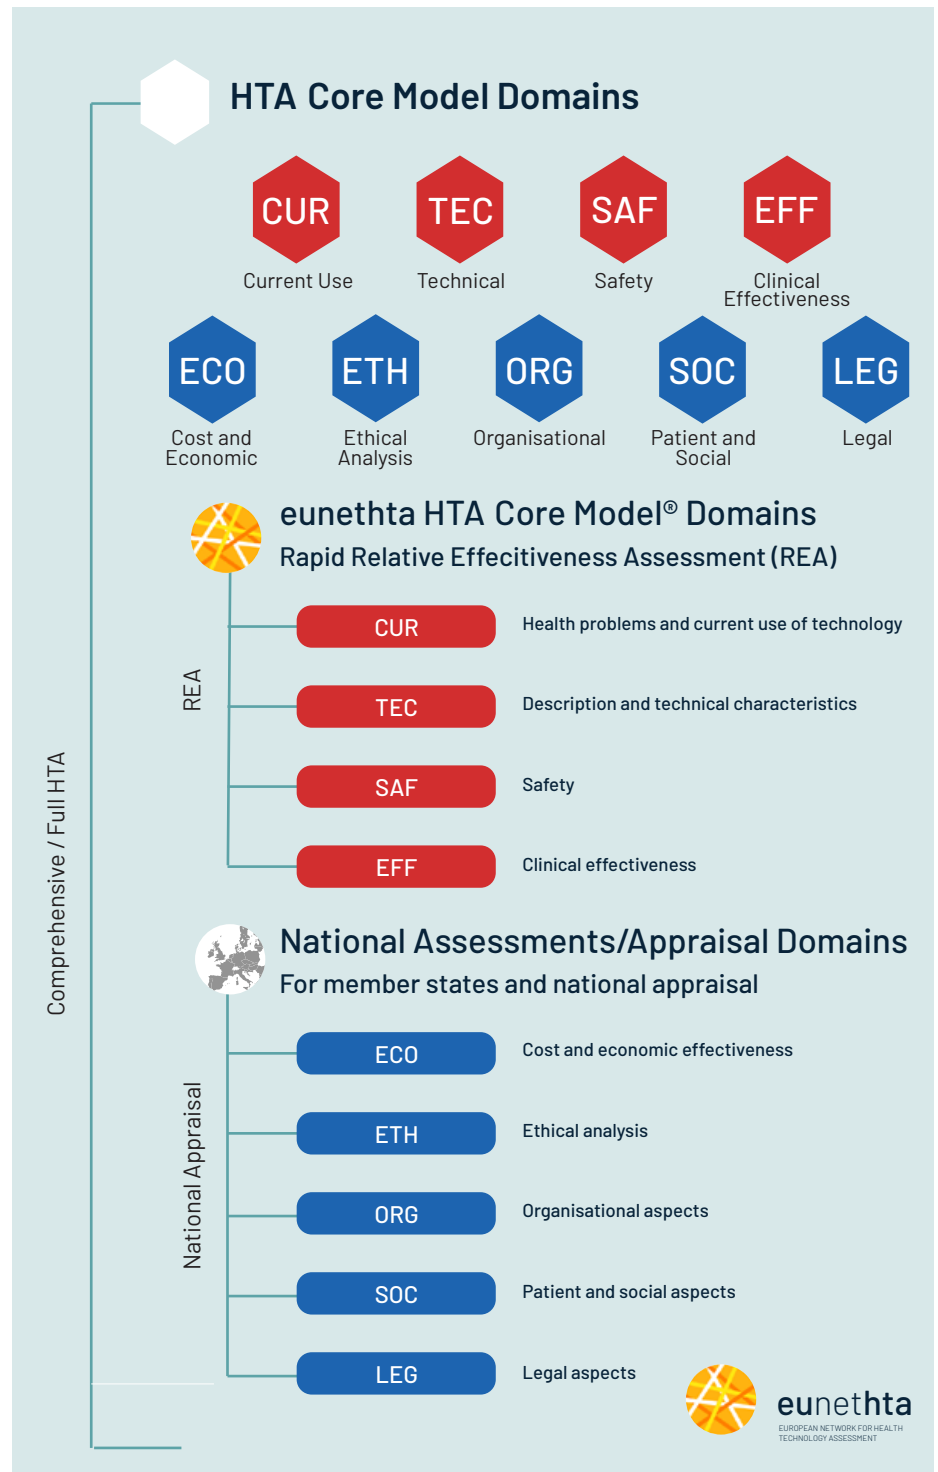 HTA Core Model Domains
CUR
TEC
SAF
EFF
Current Use
Technical
Safety
Clinical
Effectiveness
ECO
ETH
ORG
SOC
LEG
Cost and
Economic
Ethical
Analysis
Organisational
Patient and
Social
Legal
eunethta HTA Core Model® Domains
Rapid Relative Effecitiveness Assessment (REA)
REA
CUR
Health problems and current use of technology
TEC
Description and technical characteristics
SAF
Safety
EFF
Clinical effectiveness
Comprehensive / Full HTA
National Assessments/Appraisal Domains
For member states and national appraisal
National Appraisal
ECO
Cost and economic effectiveness
ETH
Ethical analysis
ORG
Organisational aspects
SOC
Patient and social aspects
LEG
Legal aspects
eunethta
EUROPEAN NETWORK FOR HEALTH
TECHNOLOGY ASSESSMENT